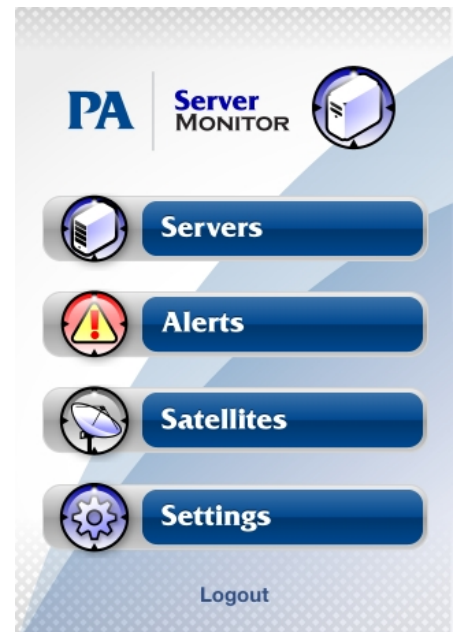 PA
Server
MONITOR
Servers
Alerts
Satellites
Settings
Logout